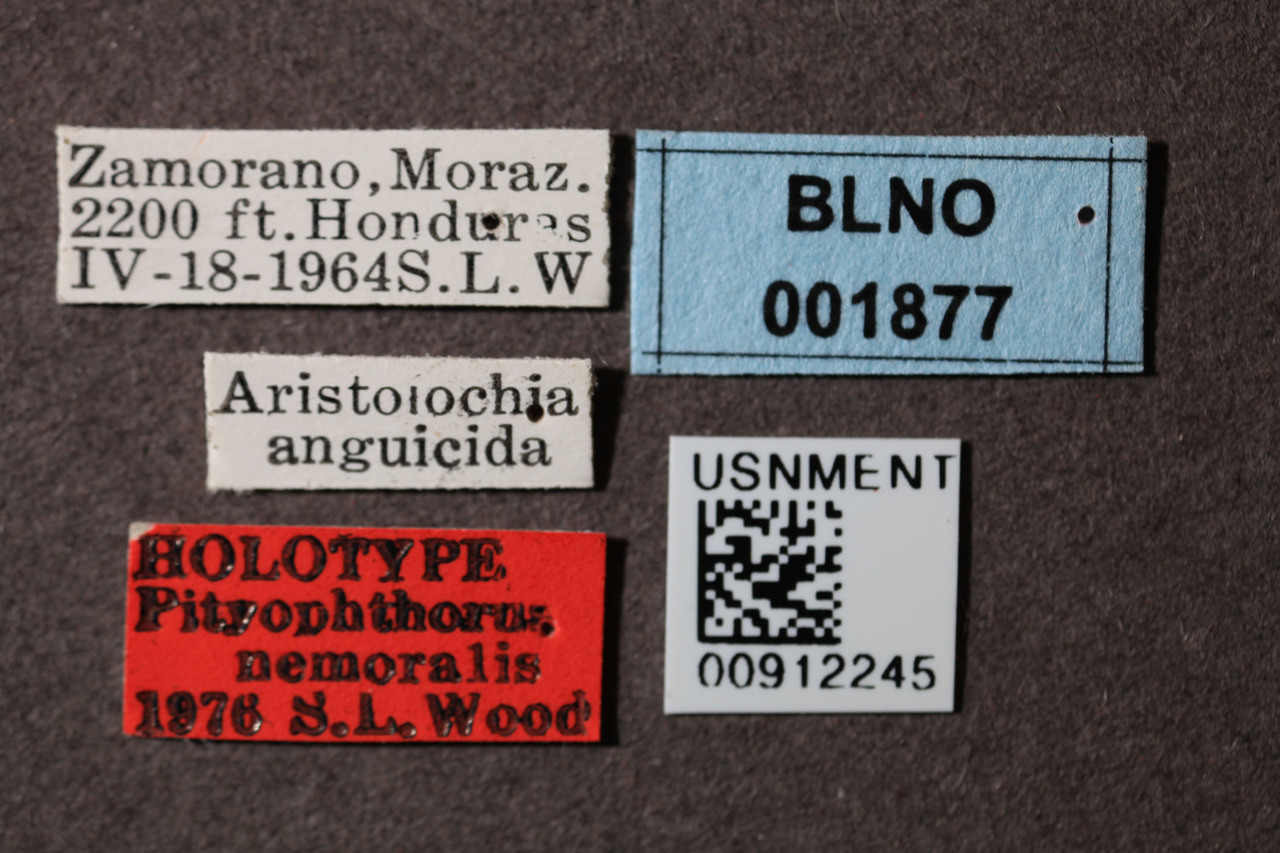 Zamorano, Moraz.
2200 ft. Honduras
IV-18-1964 S.L. W
Aristolochia
anguicida
HOLOTYPE
Pityophthorus
nemoralis
1976 S.L. Wood
BLNO
001877
USNMENT
00912245